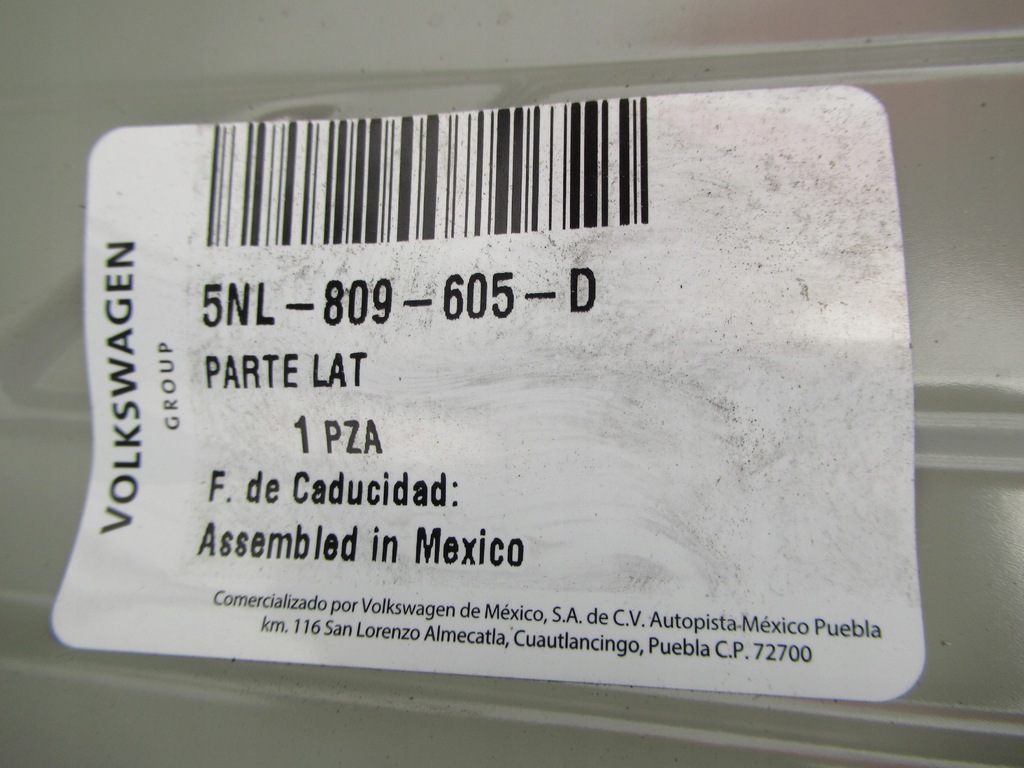 VOLKSWAGEN
GROUP
5NL-809-605-D
PARTE LAT
1 PZA
F. de Caducidad:
Assembled in Mexico
Comercializado por Volkswagen de México, S.A. de C.V. Autopista México Puebla
km. 116 San Lorenzo Almecatla, Cuautlancingo, Puebla C.P. 72700